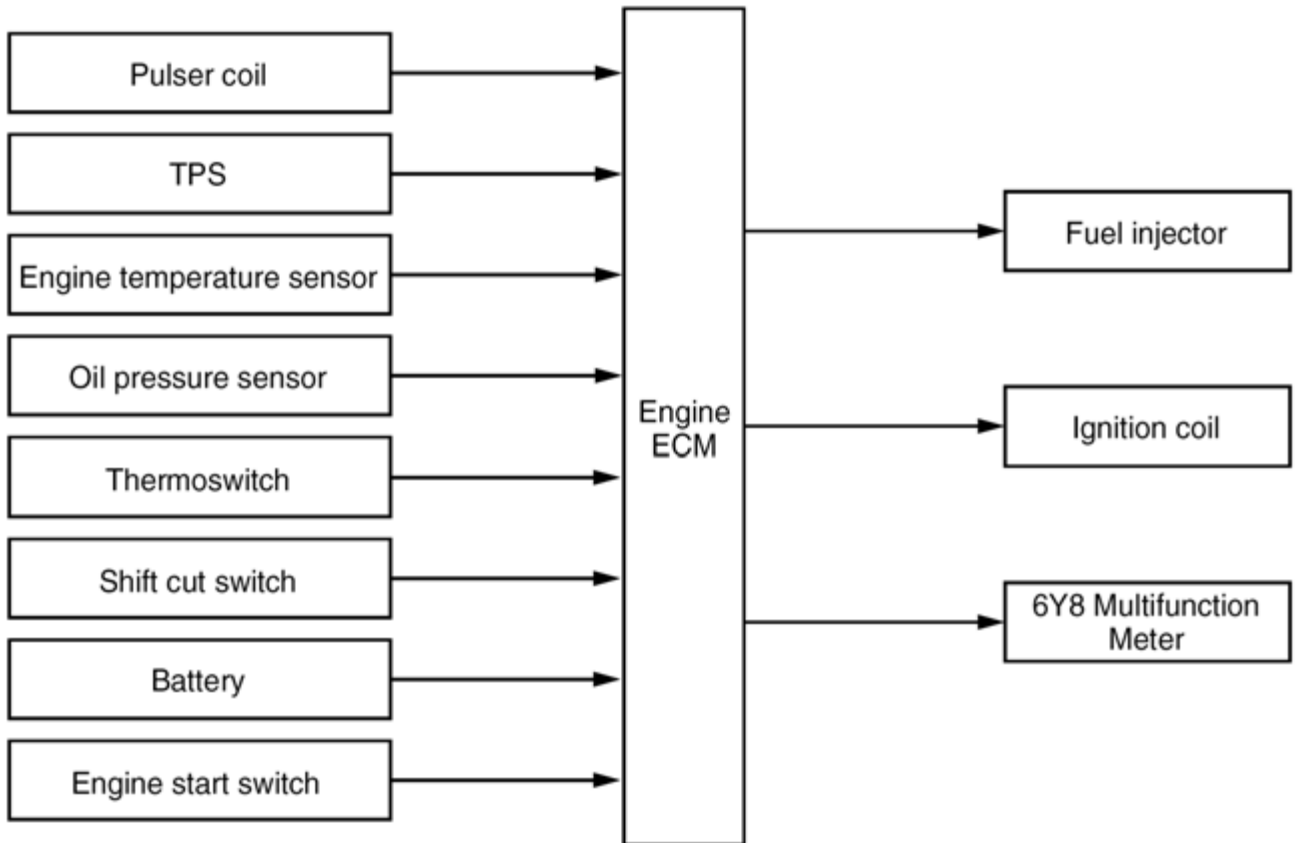 Pulser coil
TPS
Engine temperature sensor
Oil pressure sensor
Thermoswitch
Shift cut switch
Battery
Engine start switch
Engine
ECM
Fuel injector
Ignition coil
6Y8 Multifunction
Meter